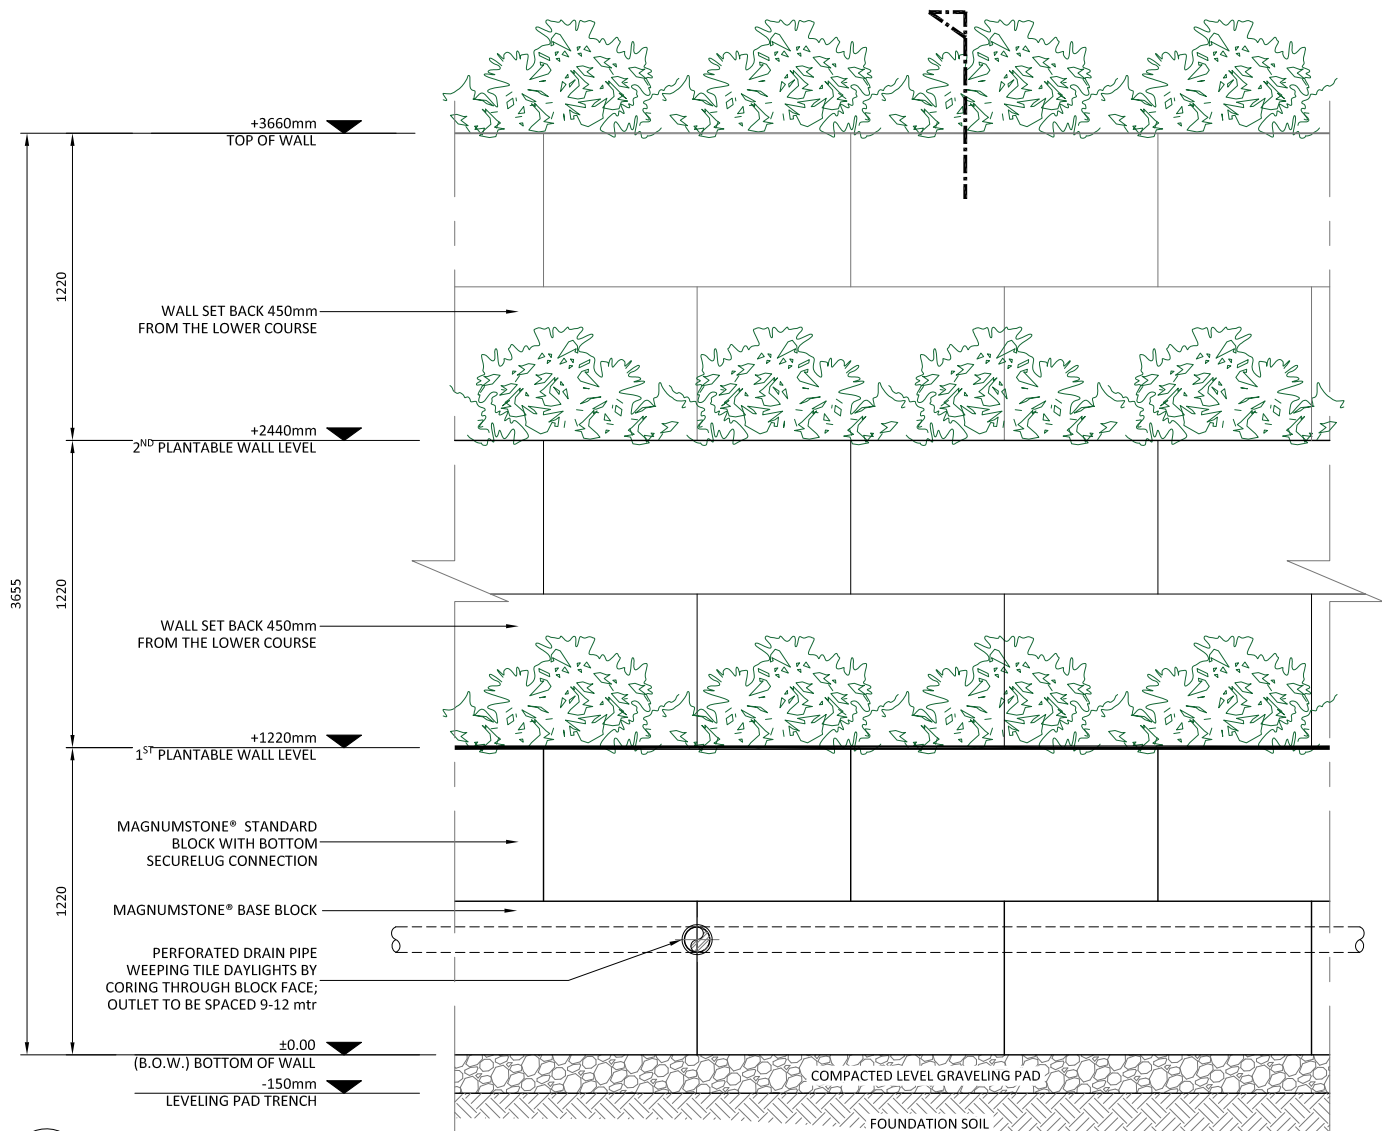 +3660mm
TOP OF WALL
1220
WALL SET BACK 450mm
FROM THE LOWER COURSE
+2440mm
2ND PLANTABLE WALL LEVEL
3655
1220
WALL SET BACK 450mm
FROM THE LOWER COURSE
+1220mm
1ST PLANTABLE WALL LEVEL
MAGNUMSTONE® STANDARD
BLOCK WITH BOTTOM
SECURELUG CONNECTION
1220
MAGNUMSTONE® BASE BLOCK
PERFORATED DRAIN PIPE
WEEPING TILE DAYLIGHTS BY
CORING THROUGH BLOCK FACE;
OUTLET TO BE SPACED 9-12 mtr
±0.00
(B.O.W.) BOTTOM OF WALL
-150mm
LEVELING PAD TRENCH
COMPACTED LEVEL GRAVELING PAD
FOUNDATION SOIL